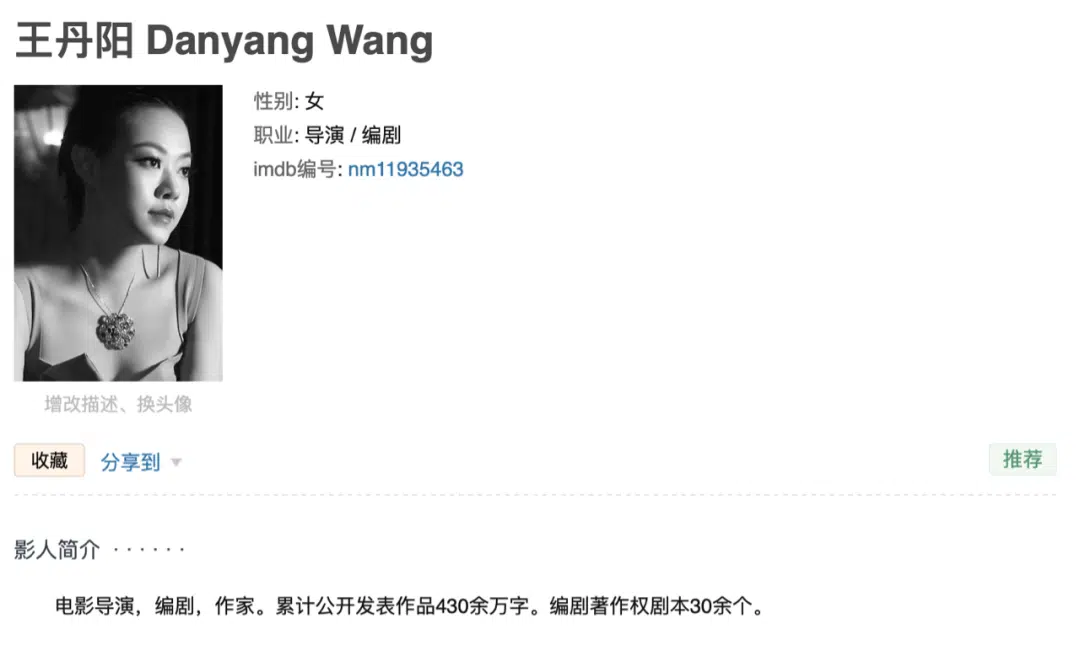 王丹阳 Danyang Wang
性别: 女
职业: 导演 / 编剧
imdb编号: nm11935463
增改描述、换头像
收藏
分享到
推荐
影人简介 · · · · · ·
电影导演，编剧，作家。累计公开发表作品430余万字。编剧著作权剧本30余个。